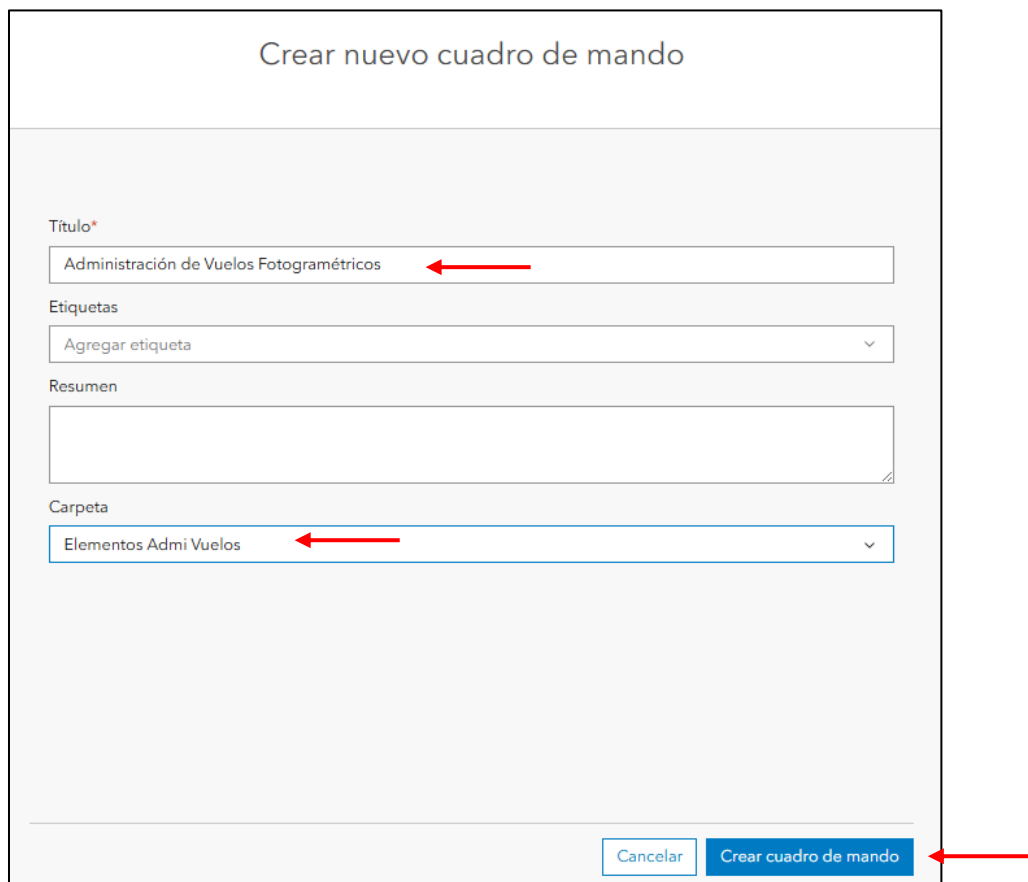 Crear nuevo cuadro de mando
Título*
Administración de Vuelos Fotogramétricos
Etiquetas
Agregar etiqueta
Resumen
Carpeta
Elementos Admi Vuelos
Cancelar
Crear cuadro de mando